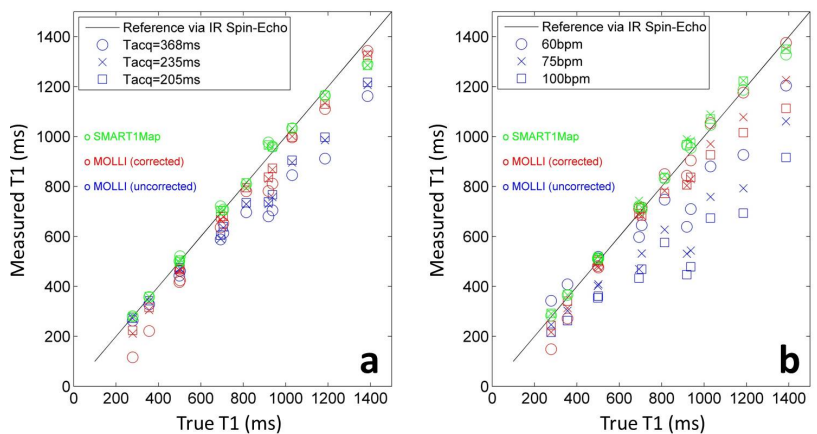 Reference via IR Spin-Echo
Tacq=368ms
Tacq=235ms
Tacq=205ms
o SMART1Map
o MOLLI (corrected)
o MOLLI (uncorrected)
Measured T1 (ms)
1400
1200
1000
800
600
400
200
0
0 200 400 600 800 1000 1200 1400
True T1 (ms)
a
Reference via IR Spin-Echo
60bpm
75bpm
100bpm
o SMART1Map
o MOLLI (corrected)
o MOLLI (uncorrected)
Measured T1 (ms)
1400
1200
1000
800
600
400
200
0
0 200 400 600 800 1000 1200 1400
True T1 (ms)
b